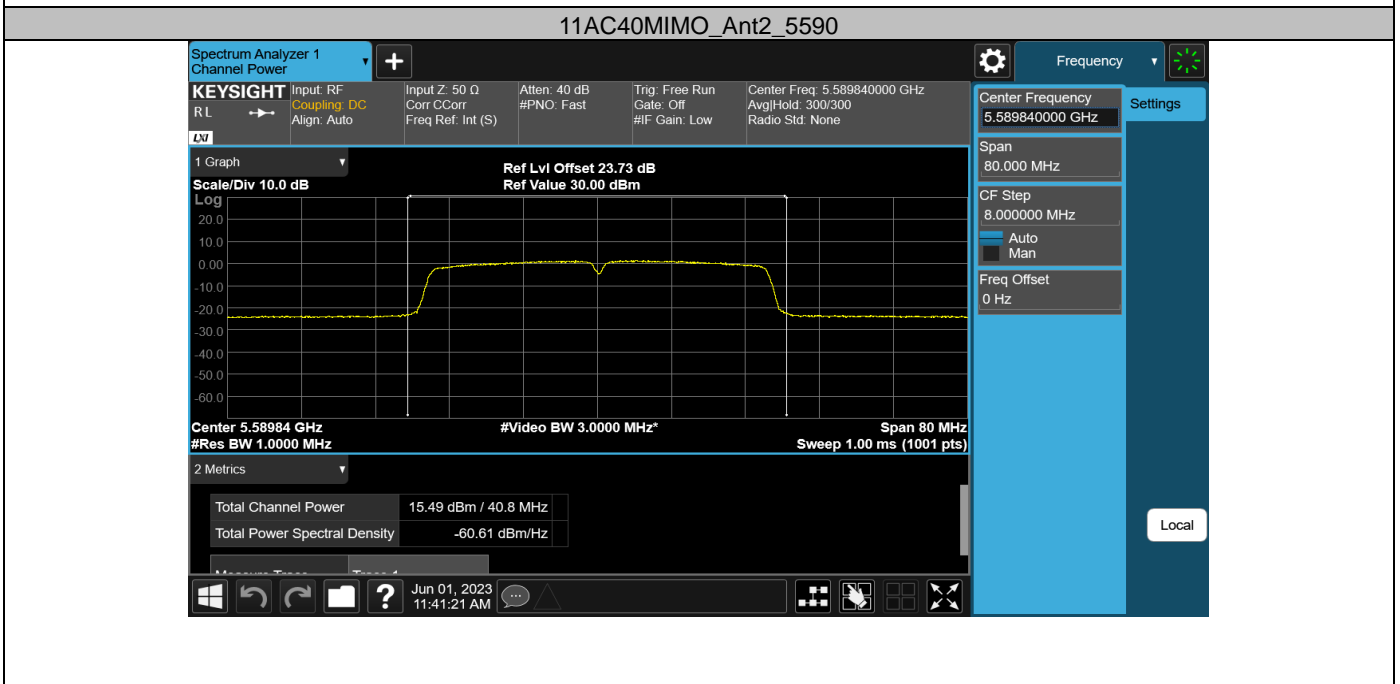 11AC40MIMO_Ant2_5590
Spectrum Analyzer 1
Channel Power
Frequency
KEYSIGHT
R L
LXI
Input: RF
Coupling: DC
Align: Auto
Input Z: 50 Ω
Corr CCorr
Freq Ref: Int (S)
Atten: 40 dB
#PNO: Fast
Trig: Free Run
Gate: Off
#IF Gain: Low
Center Freq: 5.589840000 GHz
Avg|Hold: 300/300
Radio Std: None
Center Frequency
5.589840000 GHz
Settings
Span
80.000 MHz
CF Step
8.000000 MHz
Auto
Man
Freq Offset
0 Hz
Local
1 Graph
Scale/Div 10.0 dB
Ref Lvl Offset 23.73 dB
Ref Value 30.00 dBm
Log
20.0
10.0
0.00
-10.0
-20.0
-30.0
-40.0
-50.0
-60.0
Center 5.58984 GHz
#Res BW 1.0000 MHz
#Video BW 3.0000 MHz*
Span 80 MHz
Sweep 1.00 ms (1001 pts)
2 Metrics
Total Channel Power 15.49 dBm / 40.8 MHz
Total Power Spectral Density -60.61 dBm/Hz
Measure Trace Trace 1
?
Jun 01, 2023
11:41:21 AM